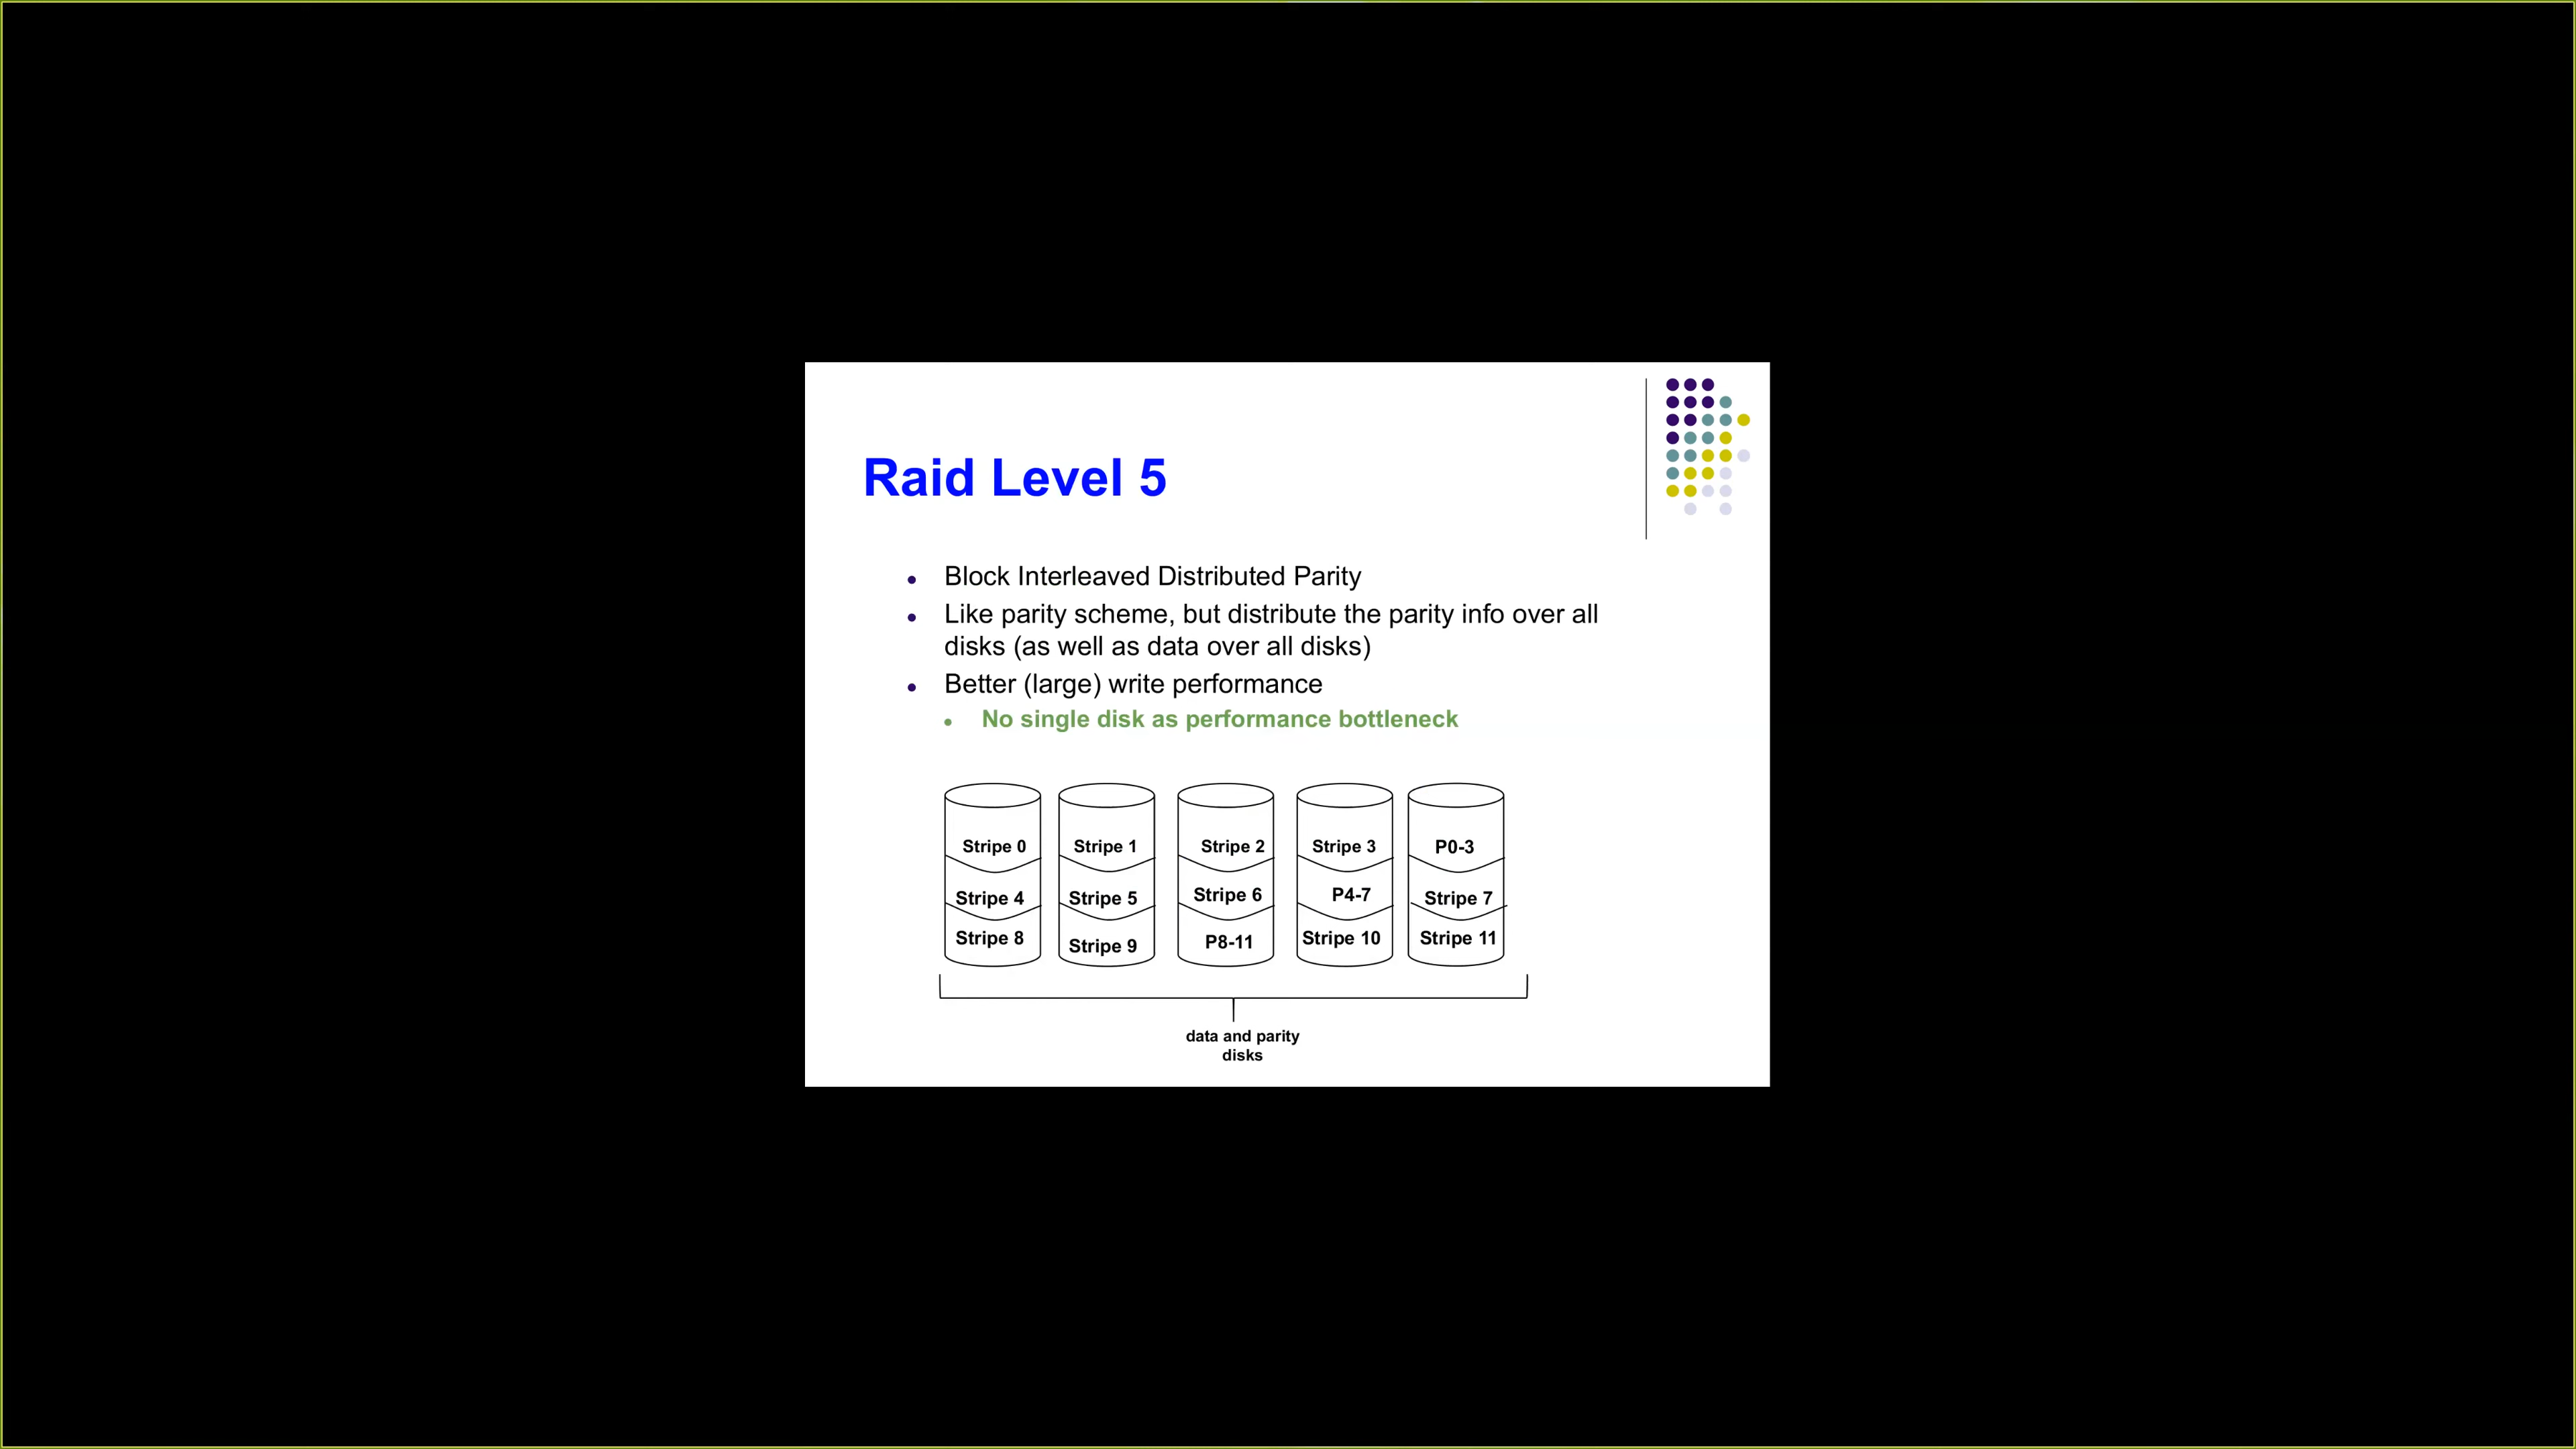 Raid Level 5
Block Interleaved Distributed Parity
Like parity scheme, but distribute the parity info over all
disks (as well as data over all disks)
Better (large) write performance
No single disk as performance bottleneck
Stripe 0 Stripe 1 Stripe 2 Stripe 3 P0-3
Stripe 4 Stripe 5 Stripe 6 P4-7 Stripe 7
Stripe 8 Stripe 9 P8-11 Stripe 10 Stripe 11
data and parity
disks